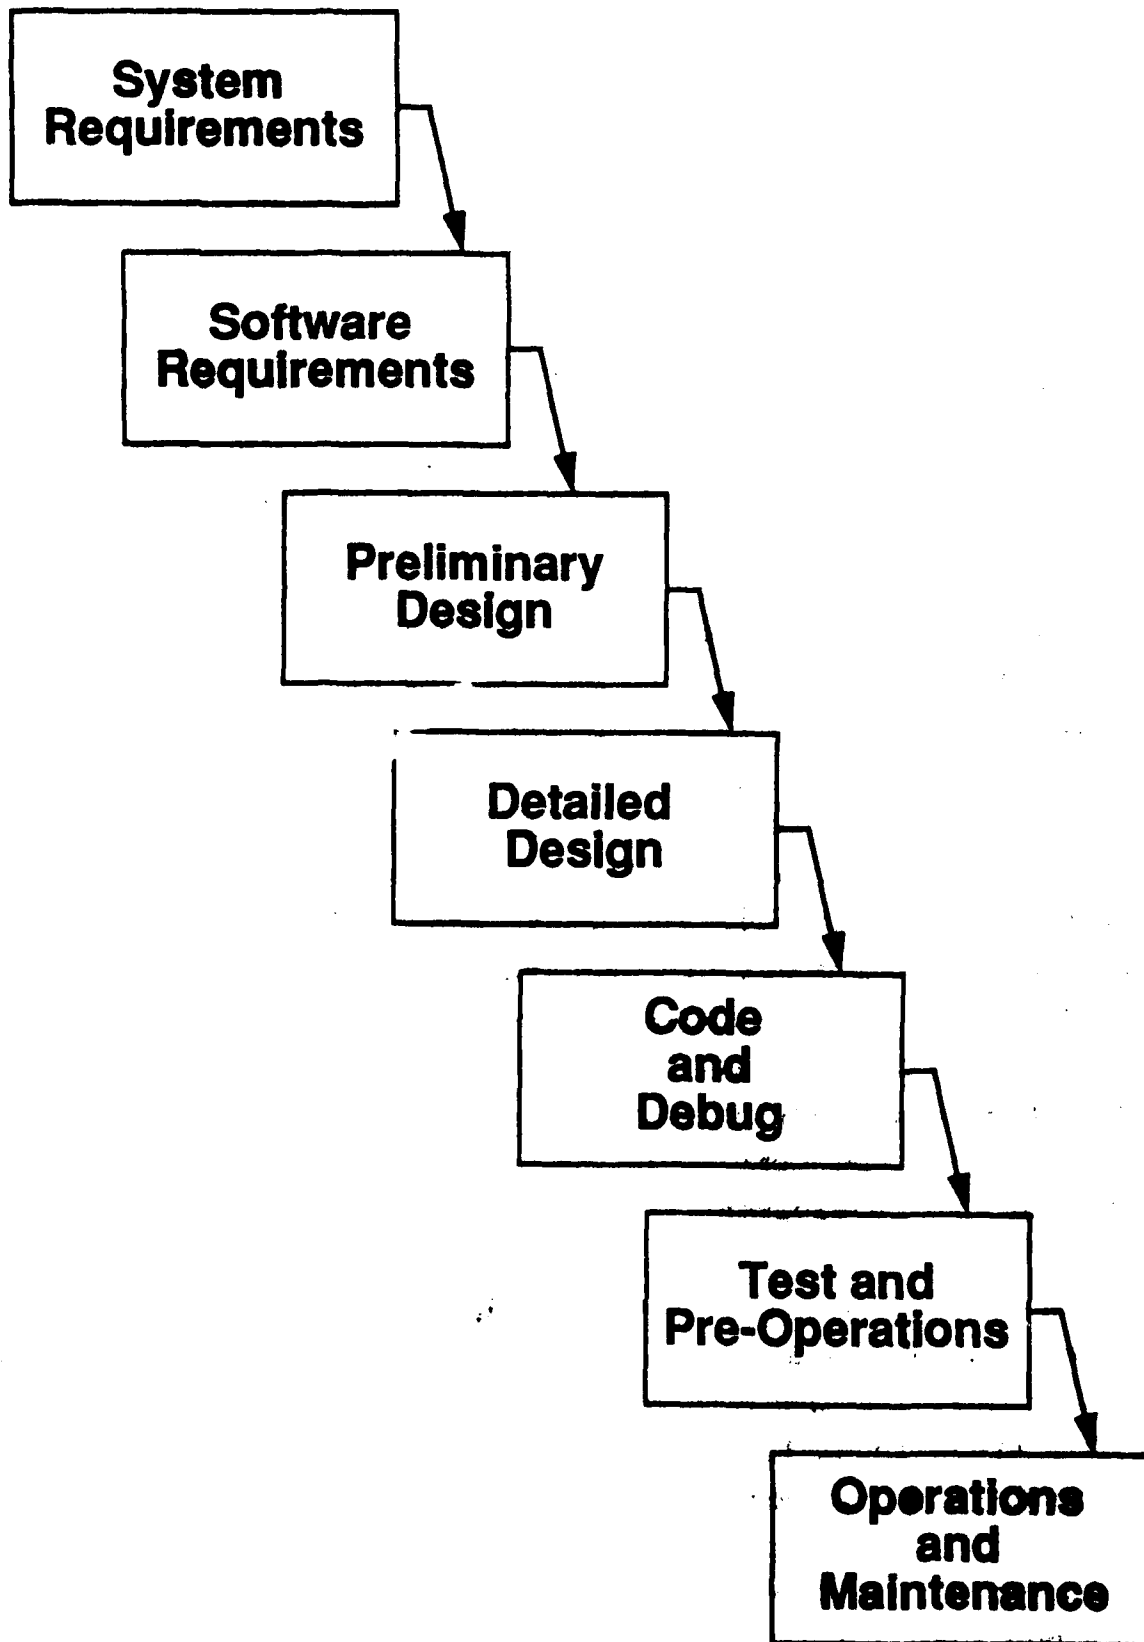 System
Requirements
Software
Requirements
Preliminary
Design
Detailed
Design
Code
and
Debug
Test and
Pre-Operations
Operations
and
Maintenance